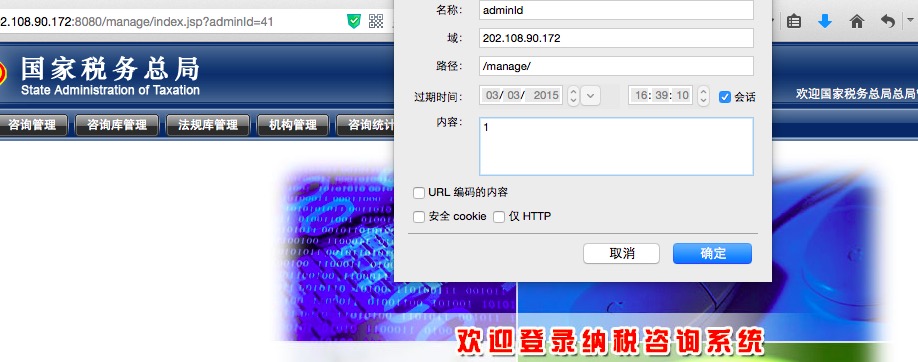 2.108.90.172:8080/manage/index.jsp?adminId=41
名称: adminId
域: 202.108.90.172
路径: /manage/
过期时间: 03/ 03/ 2015 16: 39: 10 会话
内容: 1
URL 编码的内容
安全 cookie 仅 HTTP
取消 确定
国家税务总局
State Administration of Taxation
欢迎国家税务总局总局
咨询管理 咨询库管理 法规库管理 机构管理 咨询统计
欢迎登录纳税咨询系统